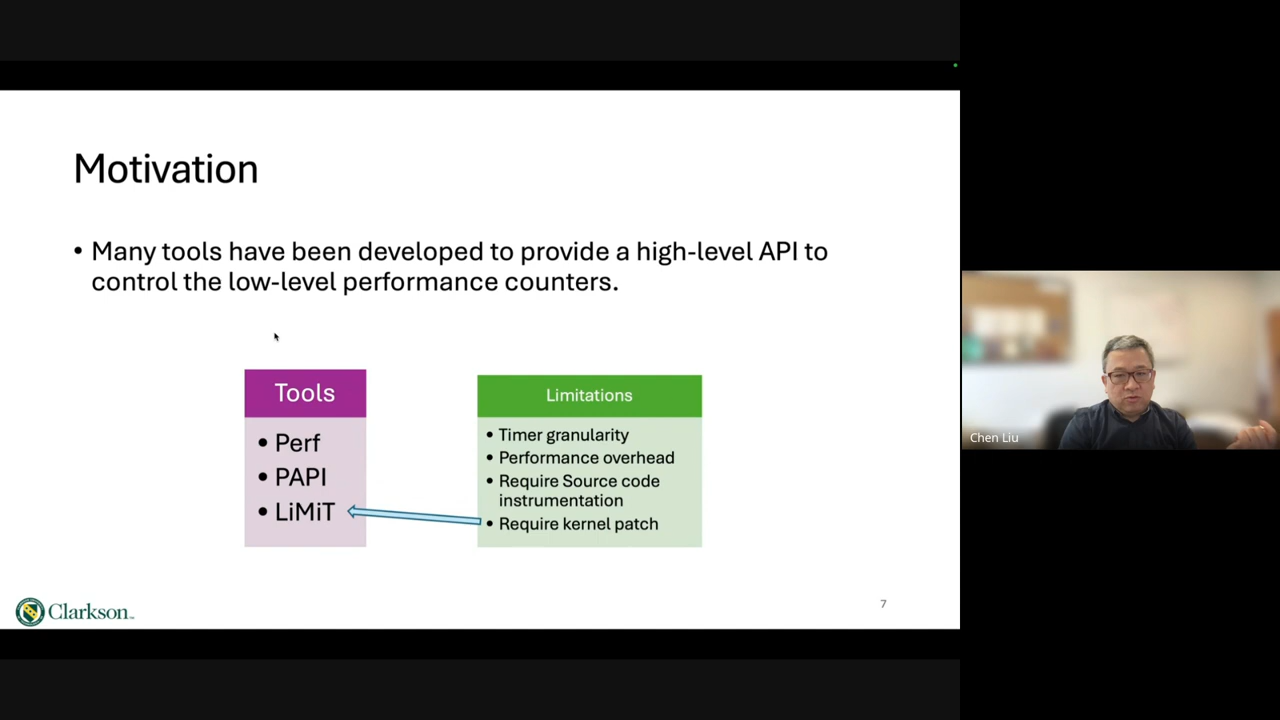 Motivation
• Many tools have been developed to provide a high-level API to
control the low-level performance counters.
Tools
• Perf
• PAPI
• LiMiT
Limitations
• Timer granularity
• Performance overhead
• Require Source code
instrumentation
• Require kernel patch
Clarkson
7
Chen Liu